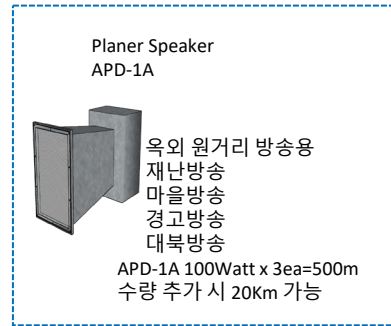 Planer Speaker
APD-1A
옥외 원거리 방송용
재난방송
마을방송
경고방송
대북방송
APD-1A 100Watt x 3ea=500m
수량 추가 시 20Km 가능